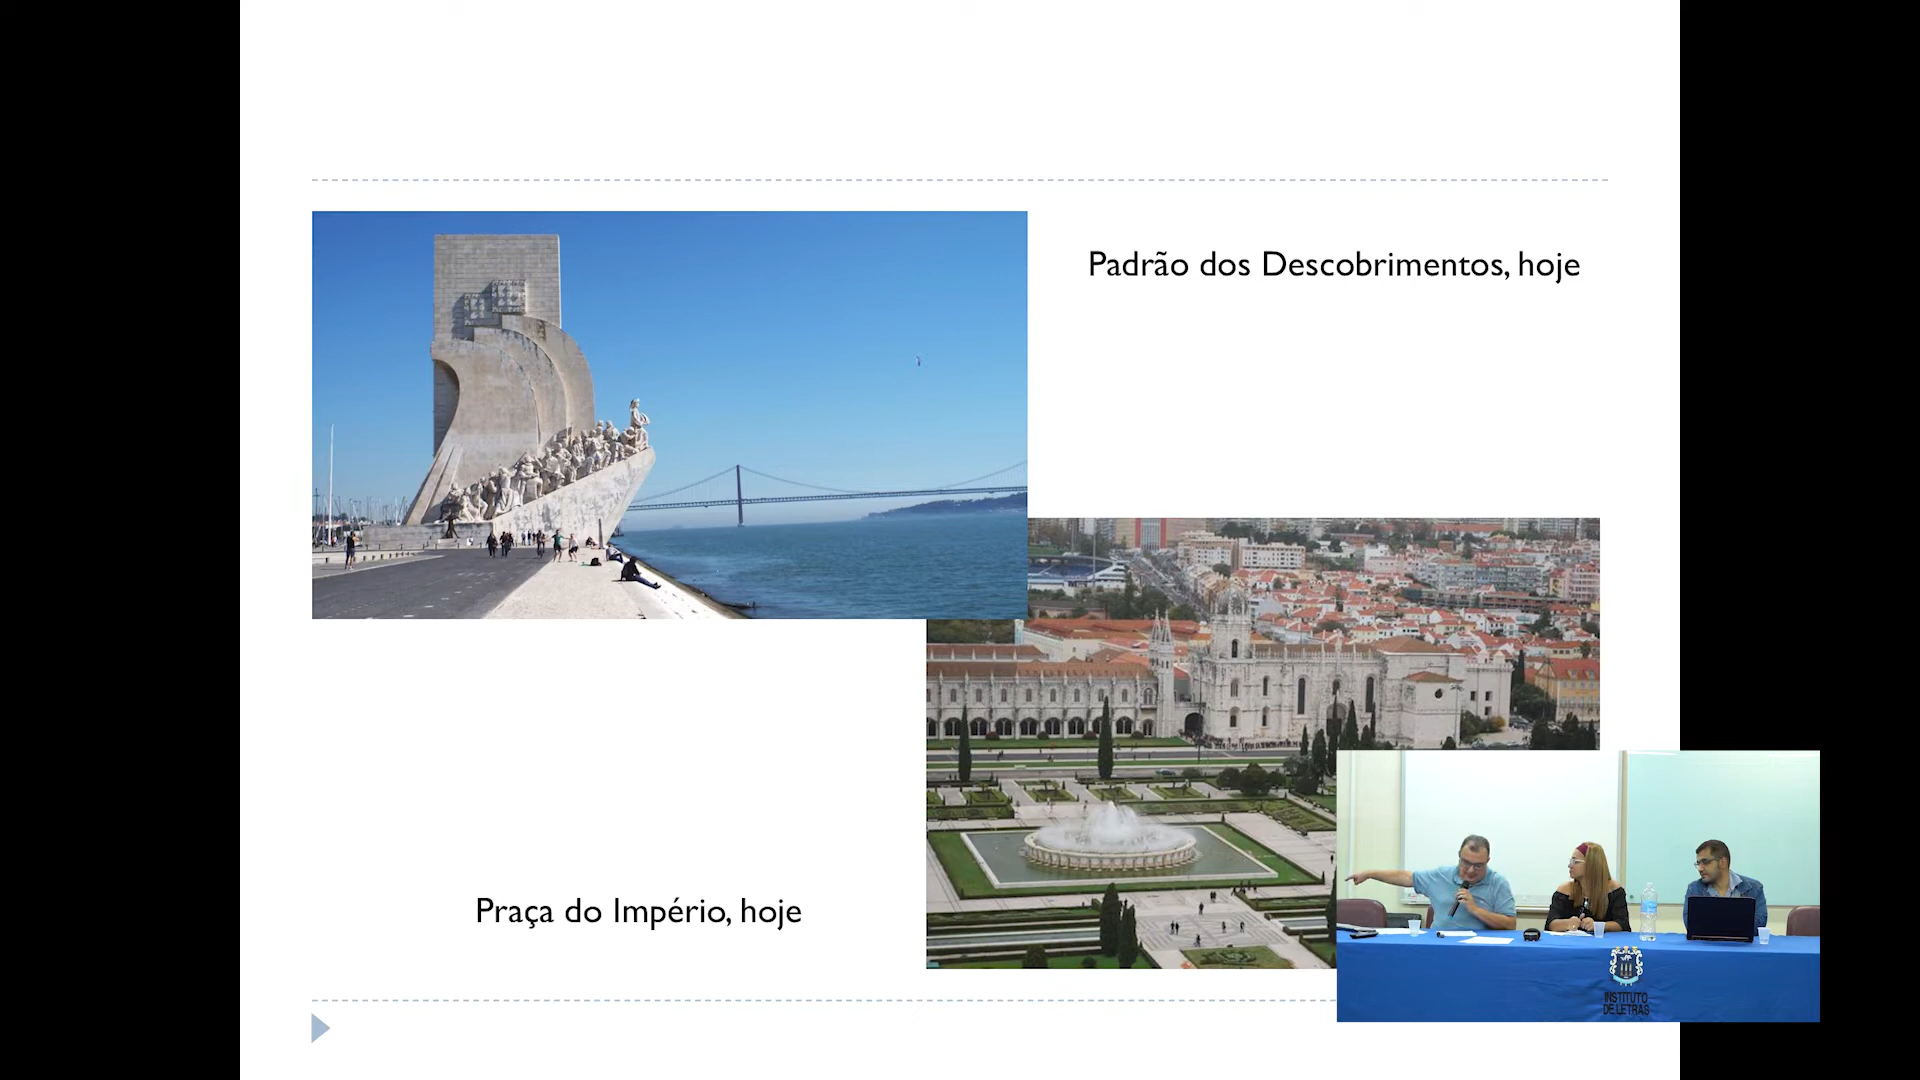 Padrão dos Descobrimentos, hoje
Praça do Império, hoje
INSTITUTO
DE LETRAS